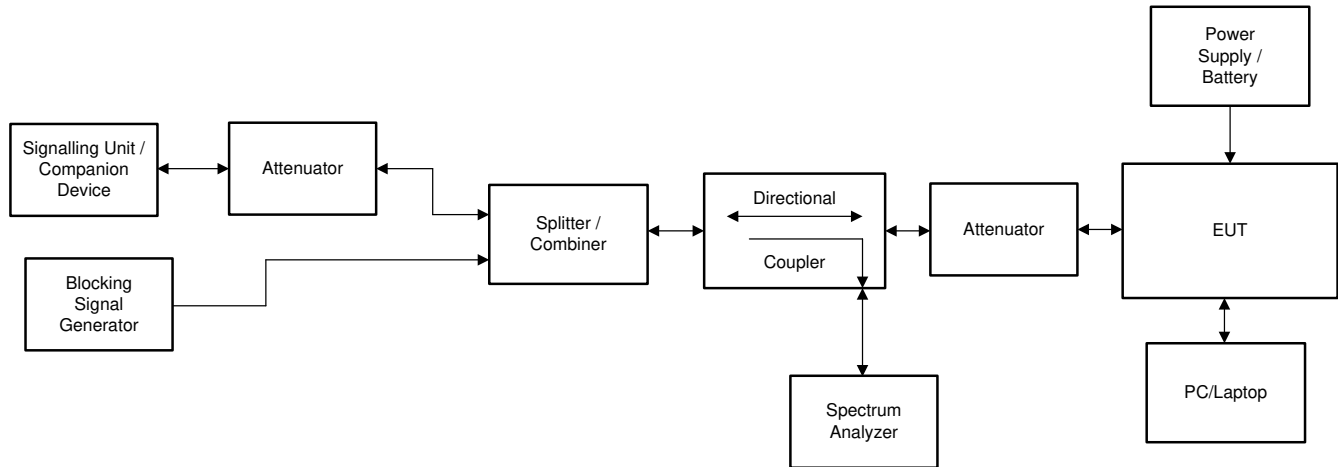 Power
Supply /
Battery
Signalling Unit /
Companion
Device
Attenuator
Splitter /
Combiner
Directional
Coupler
Attenuator
EUT
Blocking
Signal
Generator
Spectrum
Analyzer
PC/Laptop